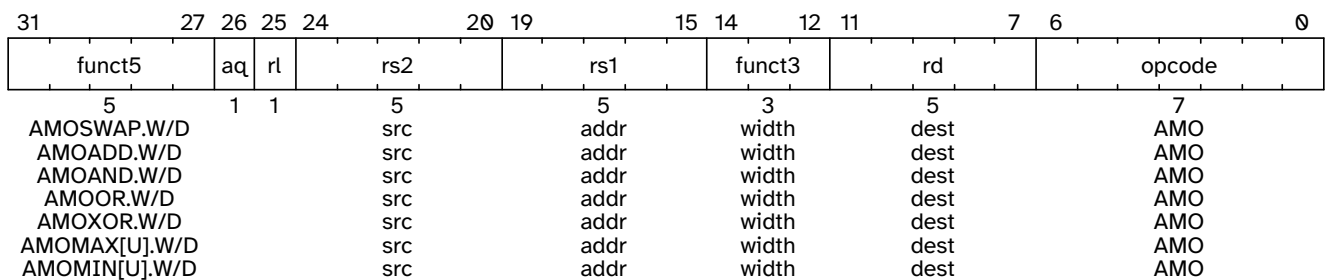 31 27 26 25 24 20 19 15 14 12 11 7 6 0
funct5 aq rl rs2 rs1 funct3 rd opcode
5 1 1 5 5 3 5 7
AMOSWAP.W/D src addr width dest AMO
AMOADD.W/D src addr width dest AMO
AMOAND.W/D src addr width dest AMO
AMOOR.W/D src addr width dest AMO
AMOXOR.W/D src addr width dest AMO
AMOMAX[U].W/D src addr width dest AMO
AMOMIN[U].W/D src addr width dest AMO